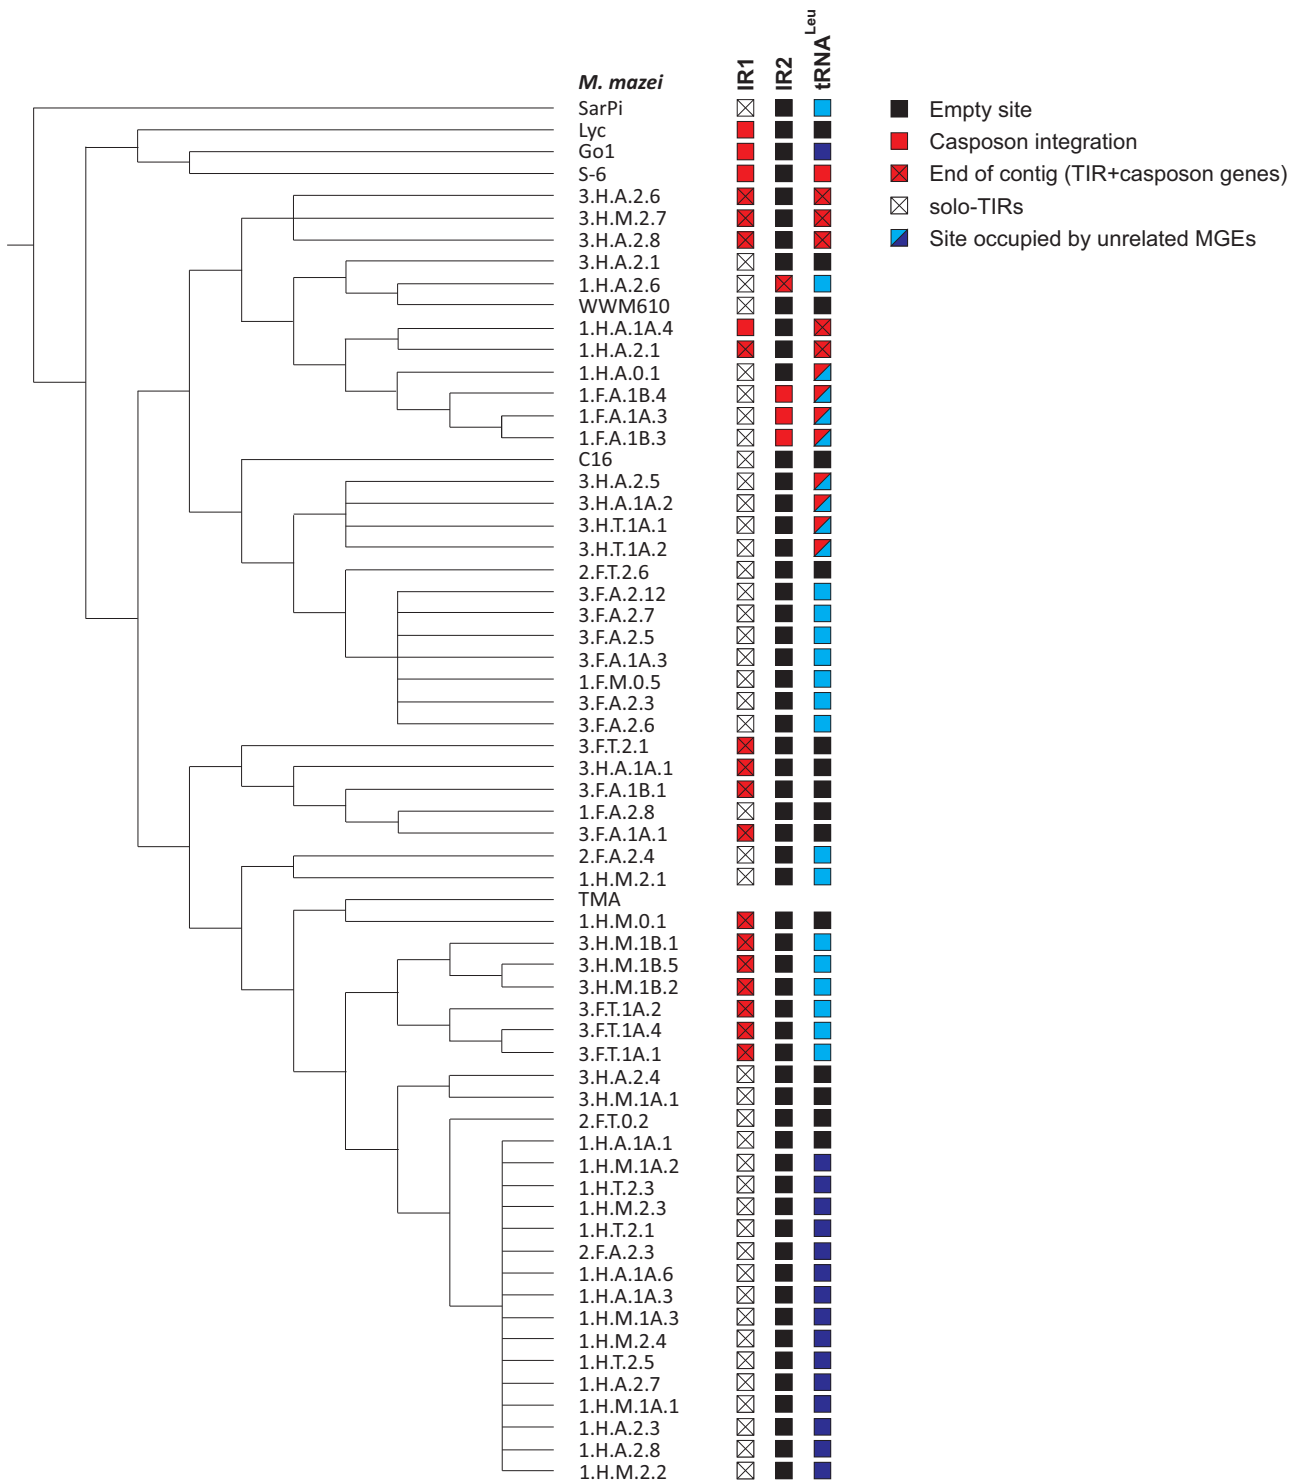 IR1 IR2 tRNA^Leu
M. mazei
SarPi
Lyc
Go1
S-6
3.H.A.2.6
3.H.M.2.7
3.H.A.2.8
3.H.A.2.1
1.H.A.2.6
WWM610
1.H.A.1A.4
1.H.A.2.1
1.H.A.0.1
1.F.A.1B.4
1.F.A.1A.3
1.F.A.1B.3
C16
3.H.A.2.5
3.H.A.1A.2
3.H.T.1A.1
3.H.T.1A.2
2.F.T.2.6
3.F.A.2.12
3.F.A.2.7
3.F.A.2.5
3.F.A.1A.3
1.F.M.0.5
3.F.A.2.3
3.F.A.2.6
3.F.T.2.1
3.H.A.1A.1
3.F.A.1B.1
1.F.A.2.8
3.F.A.1A.1
2.F.A.2.4
1.H.M.2.1
TMA
1.H.M.0.1
3.H.M.1B.1
3.H.M.1B.5
3.H.M.1B.2
3.F.T.1A.2
3.F.T.1A.4
3.F.T.1A.1
3.H.A.2.4
3.H.M.1A.1
2.F.T.0.2
1.H.A.1A.1
1.H.M.1A.2
1.H.T.2.3
1.H.M.2.3
1.H.T.2.1
2.F.A.2.3
1.H.A.1A.6
1.H.A.1A.3
1.H.M.1A.3
1.H.M.2.4
1.H.T.2.5
1.H.A.2.7
1.H.M.1A.1
1.H.A.2.3
1.H.A.2.8
1.H.M.2.2
Empty site
Casposon integration
End of contig (TIR+casposon genes)
solo-TIRs
Site occupied by unrelated MGEs